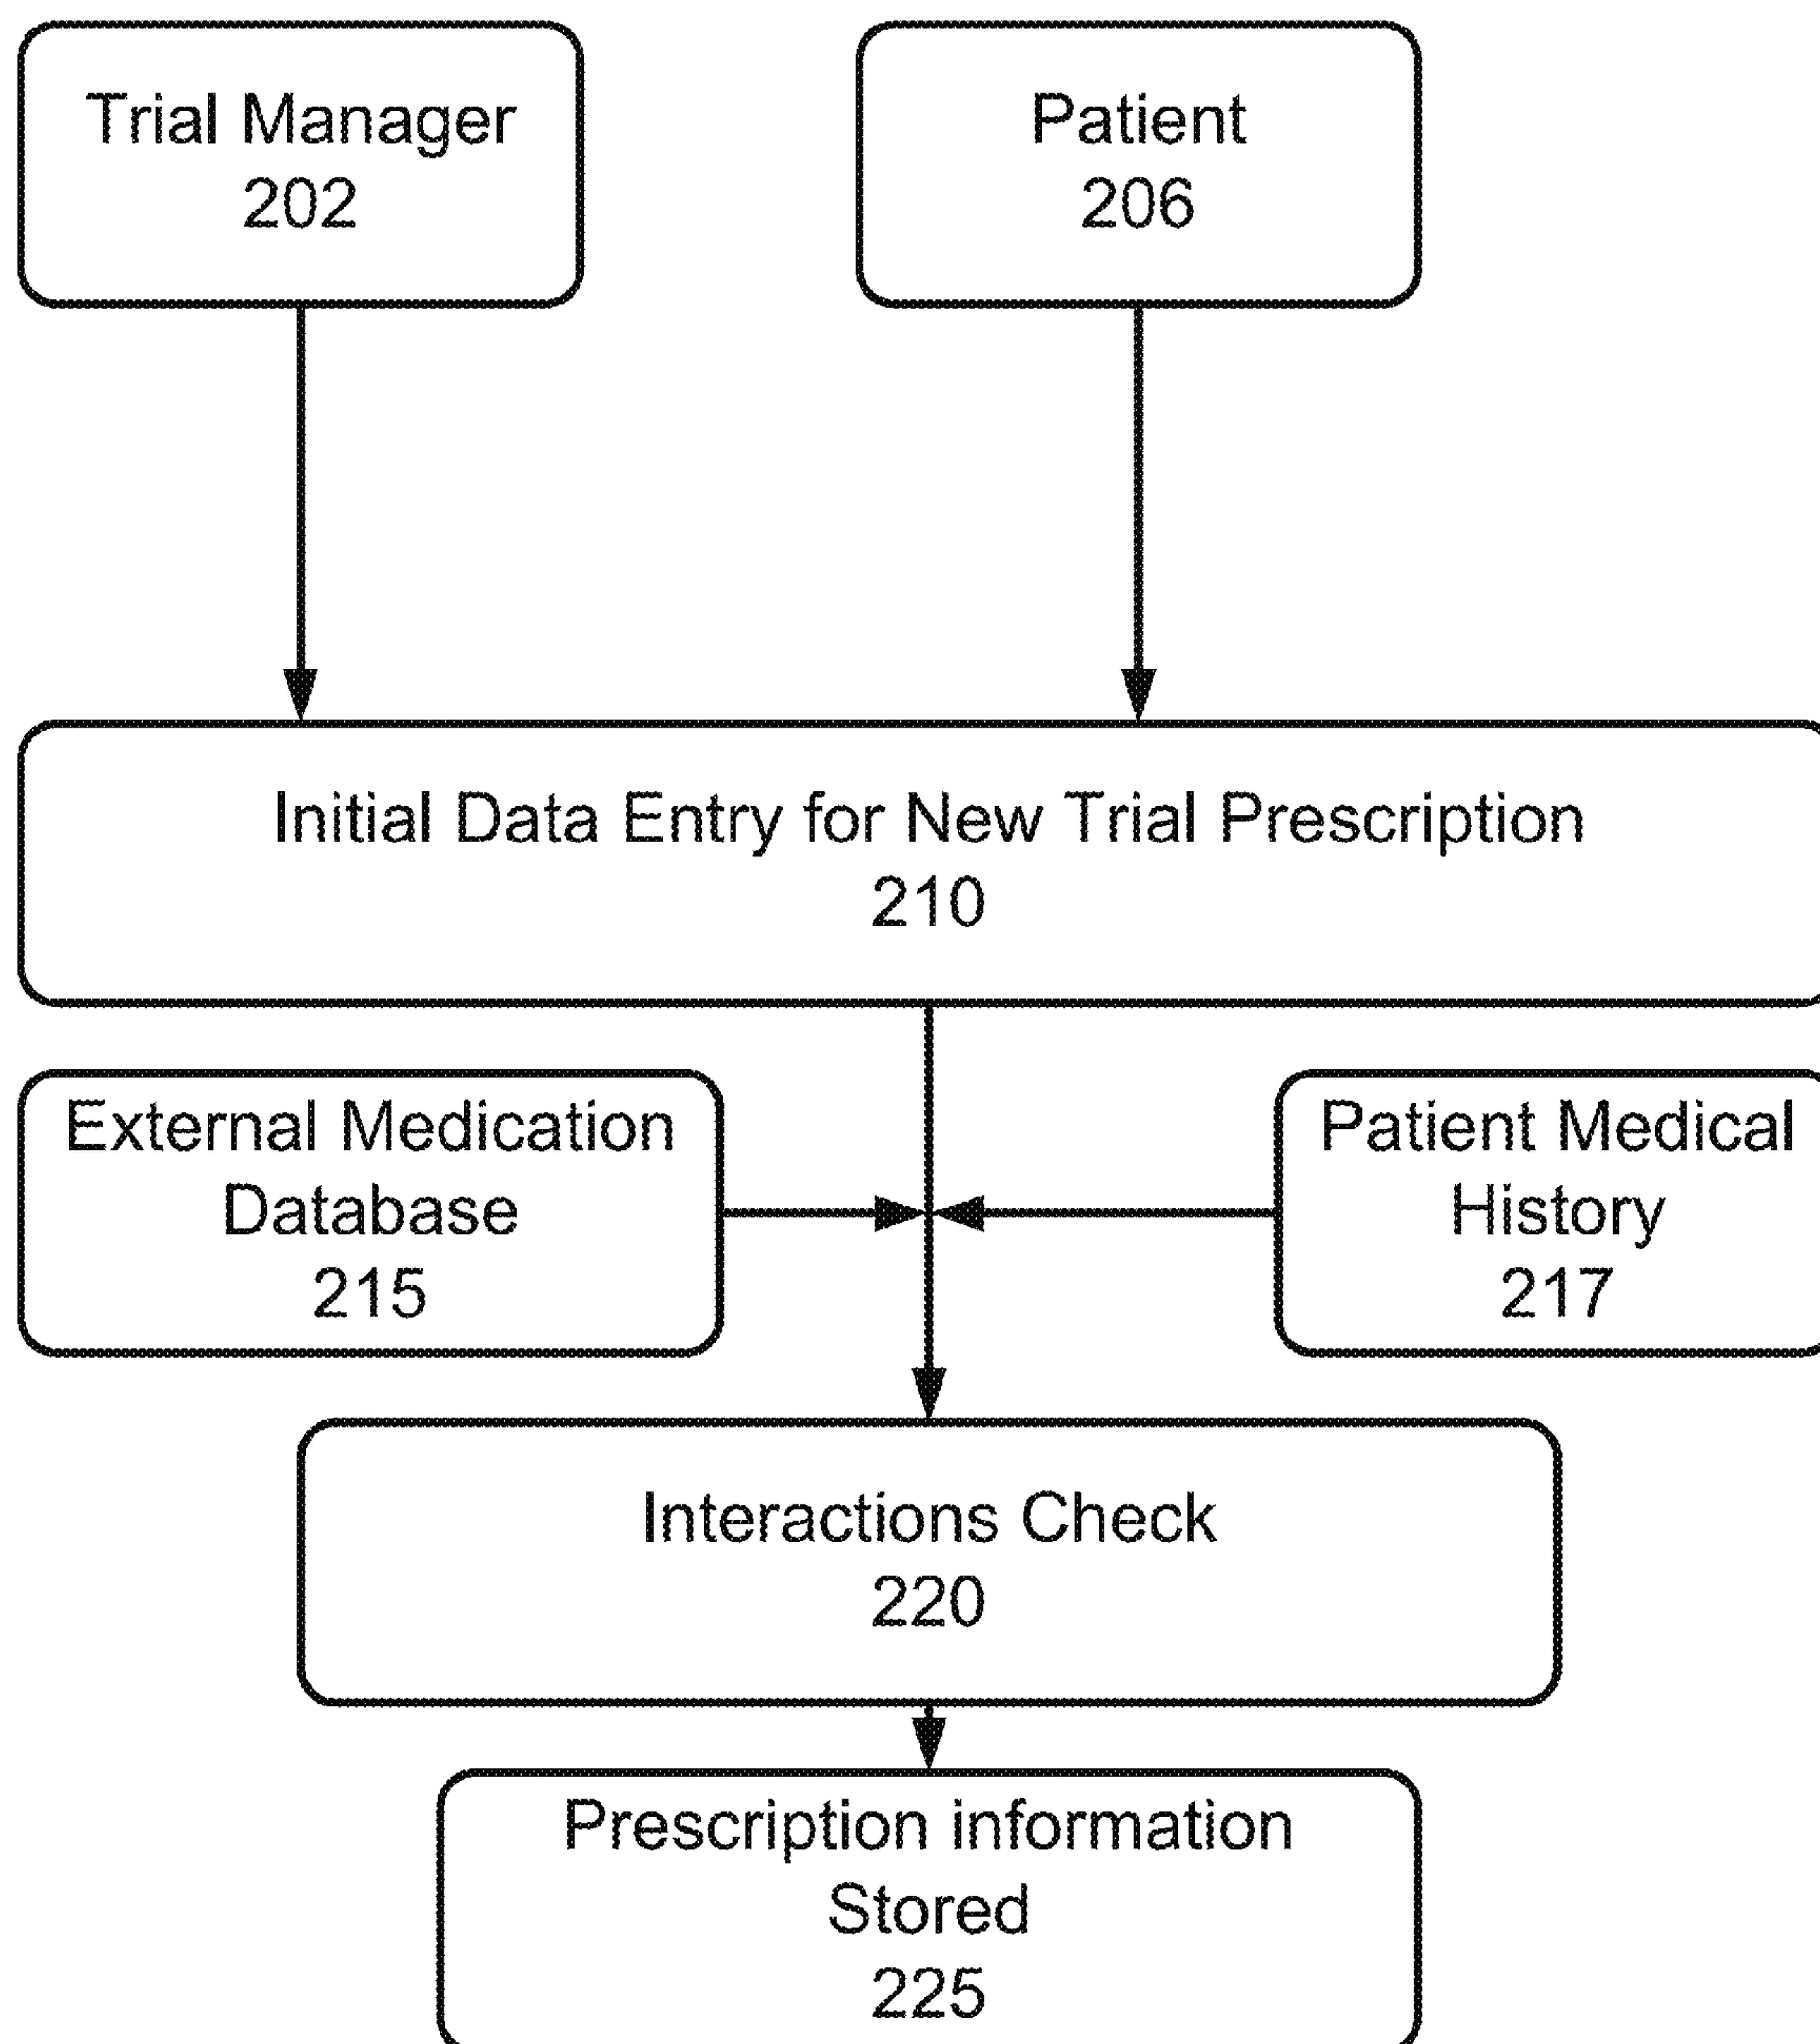 Trial Manager
202
Patient
206
Initial Data Entry for New Trial Prescription
210
External Medication
Database
215
Patient Medical
History
217
Interactions Check
220
Prescription information
Stored
225